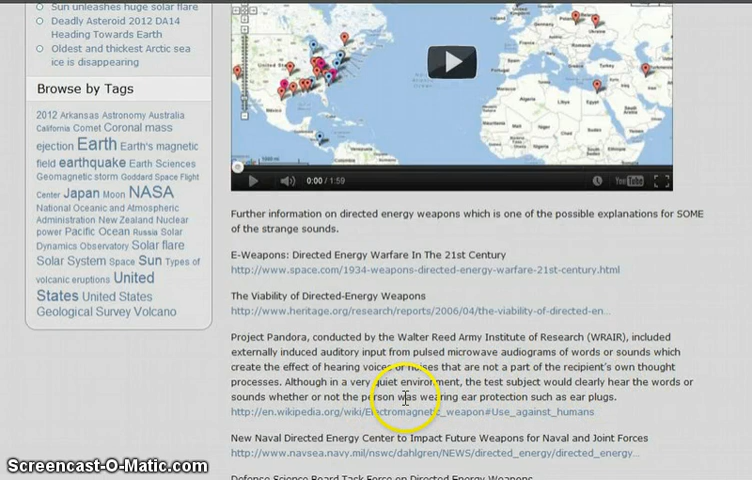 Sun unleashes huge solar flare
Deadly Asteroid 2012 DA14
Heading Towards Earth
Oldest and thickest Arctic sea
ice is disappearing
Browse by Tags
2012 Arkansas Astronomy Australia
California Comet Coronal mass
ejection Earth Earth's magnetic
field earthquake Earth Sciences
Geomagnetic storm Goddard Space Flight
Center Japan Moon NASA
National Oceanic and Atmospheric
Administration New Zealand Nuclear
power Pacific Ocean Russia Solar
Dynamics Observatory Solar flare
Solar System Space Sun Types of
volcanic eruptions United
States United States
Geological Survey Volcano
0:00 / 1:59
YouTube
Further information on directed energy weapons which is one of the possible explanations for SOME
of the strange sounds.
E-Weapons: Directed Energy Warfare In The 21st Century
http://www.space.com/1934-weapons-directed-energy-warfare-21st-century.html
The Viability of Directed-Energy Weapons
http://www.heritage.org/research/reports/2006/04/the-viability-of-directed-en...
Project Pandora, conducted by the Walter Reed Army Institute of Research (WRAIR), included
externally induced auditory input from pulsed microwave audiograms of words or sounds which
create the effect of hearing voices or noises that are not a part of the recipient's own thought
processes. Although in a very quiet environment, the test subject would clearly hear the words or
sounds whether or not the person was wearing ear protection such as ear plugs.
http://en.wikipedia.org/wiki/Electromagnetic_weapon#Use_against_humans
New Naval Directed Energy Center to Impact Future Weapons for Naval and Joint Forces
http://www.navsea.navy.mil/nswc/dahlgren/NEWS/directed_energy/directed_energy...
Defense Science Board Task Force on Directed Energy Weapons
Screencast-O-Matic.com